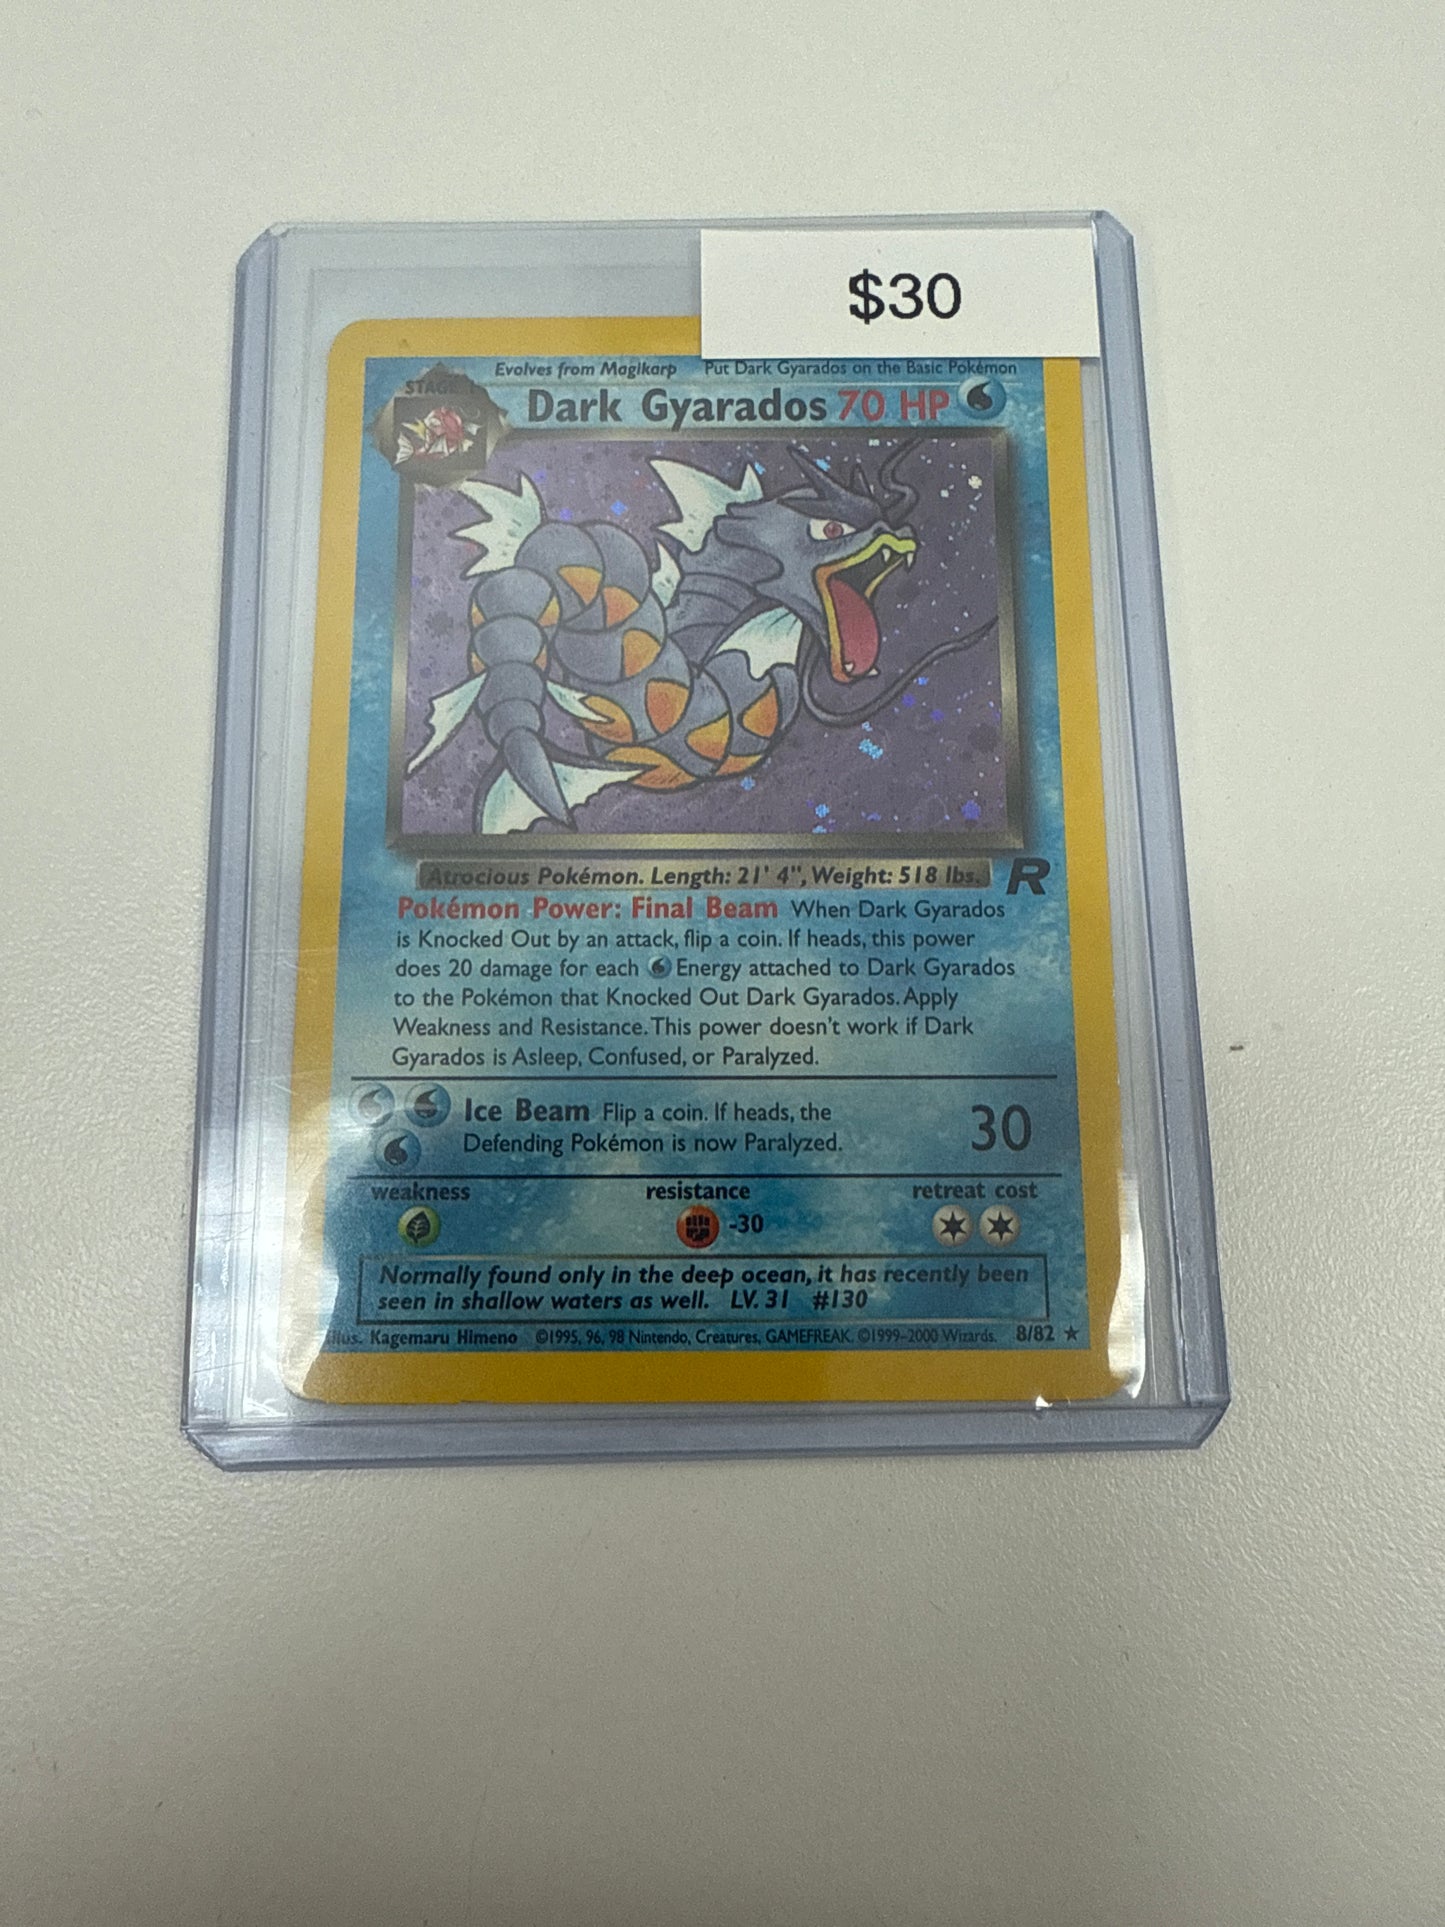 $30
Evolves from Magikarp Put Dark Gyarados on the Basic Pokémon
STAGE 1
Dark Gyarados 70 HP
Atrocious Pokémon. Length: 21' 4", Weight: 518 lbs.
R
Pokémon Power: Final Beam When Dark Gyarados
is Knocked Out by an attack, flip a coin. If heads, this power
does 20 damage for each Energy attached to Dark Gyarados
to the Pokémon that Knocked Out Dark Gyarados. Apply
Weakness and Resistance. This power doesn't work if Dark
Gyarados is Asleep, Confused, or Paralyzed.
Ice Beam Flip a coin. If heads, the
Defending Pokémon is now Paralyzed.
30
weakness resistance retreat cost
-30
Normally found only in the deep ocean, it has recently been
seen in shallow waters as well. LV. 31 #130
Illus. Kagemaru Himeno ©1995, 96, 98 Nintendo, Creatures, GAMEFREAK. ©1999-2000 Wizards. 8/82 ★